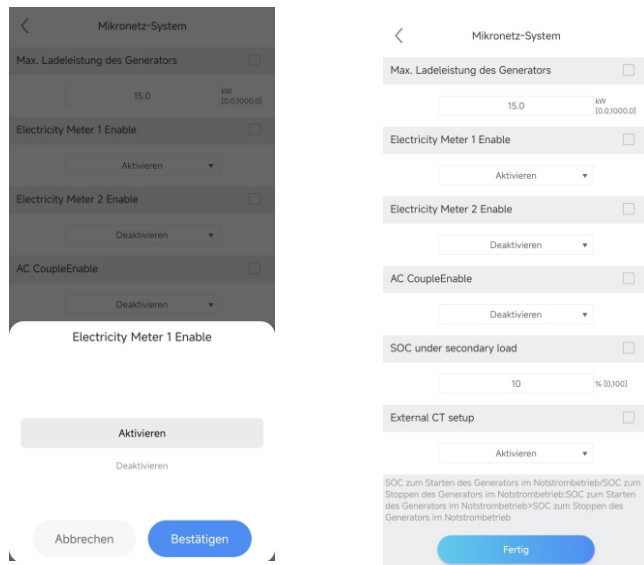 Mikronetz-System
Max. Ladeleistung des Generators
15.0
kW
[0.0,1000.0]
Electricity Meter 1 Enable
Aktivieren
Electricity Meter 2 Enable
Deaktivieren
AC CoupleEnable
Deaktivieren
Electricity Meter 1 Enable
Aktivieren
Deaktivieren
Abbrechen
Bestätigen
Mikronetz-System
Max. Ladeleistung des Generators
15.0
kW
[0.0,1000.0]
Electricity Meter 1 Enable
Aktivieren
Electricity Meter 2 Enable
Deaktivieren
AC CoupleEnable
Deaktivieren
SOC under secondary load
10
% [0,100]
External CT setup
Aktivieren
SOC zum Starten des Generators im Notstrombetrieb/SOC zum
Stoppen des Generators im Notstrombetrieb:SOC zum Starten
des Generators im Notstrombetrieb>SOC zum Stoppen des
Generators im Notstrombetrieb
Fertig